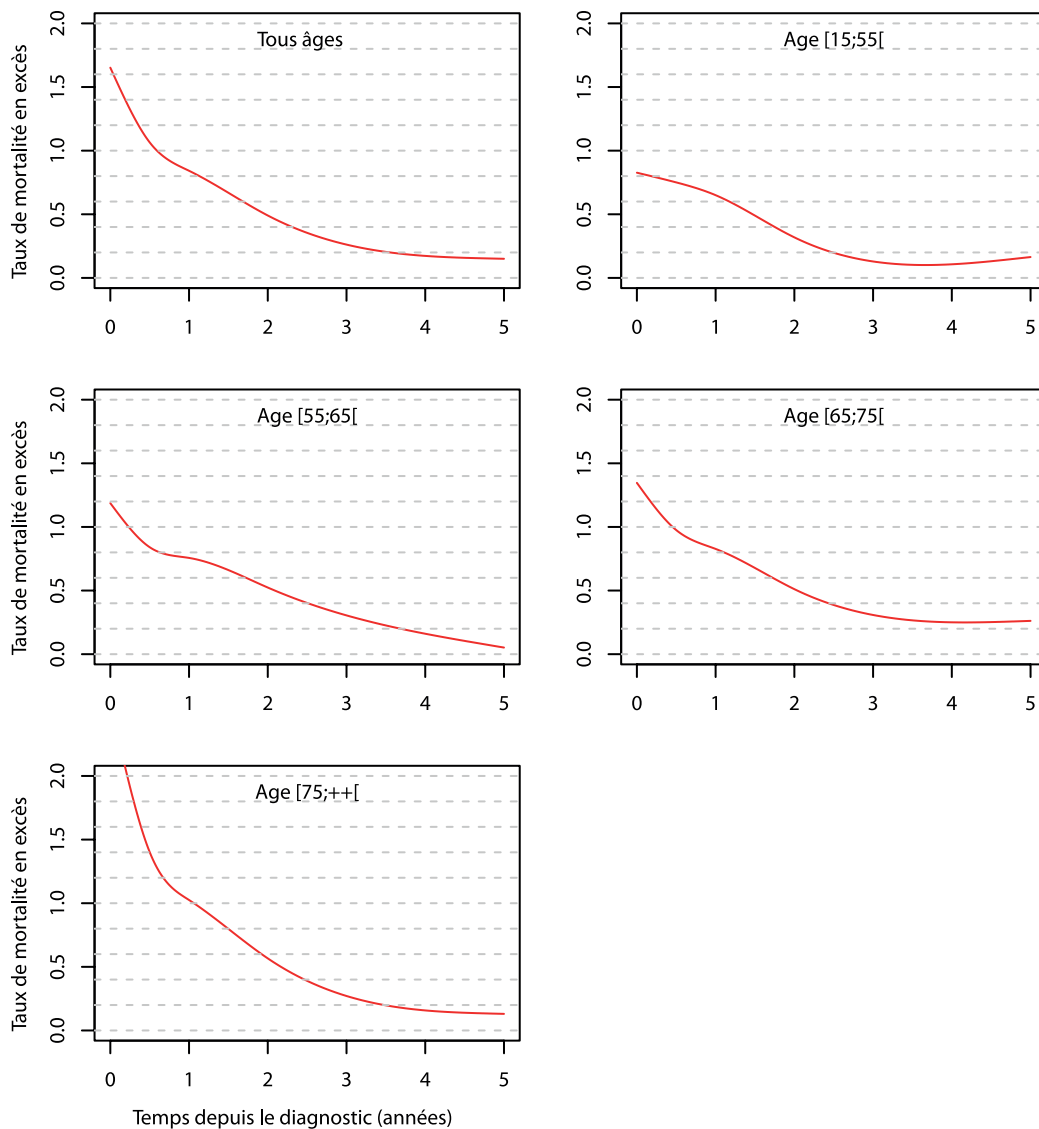 Tous âges
Taux de mortalité en excès
0.0 0.5 1.0 1.5 2.0
0 1 2 3 4 5
Age [15;55[
0.0 0.5 1.0 1.5 2.0
0 1 2 3 4 5
Age [55;65[
Taux de mortalité en excès
0.0 0.5 1.0 1.5 2.0
0 1 2 3 4 5
Age [65;75[
0.0 0.5 1.0 1.5 2.0
0 1 2 3 4 5
Age [75;++[
Taux de mortalité en excès
0.0 0.5 1.0 1.5 2.0
0 1 2 3 4 5
Temps depuis le diagnostic (années)